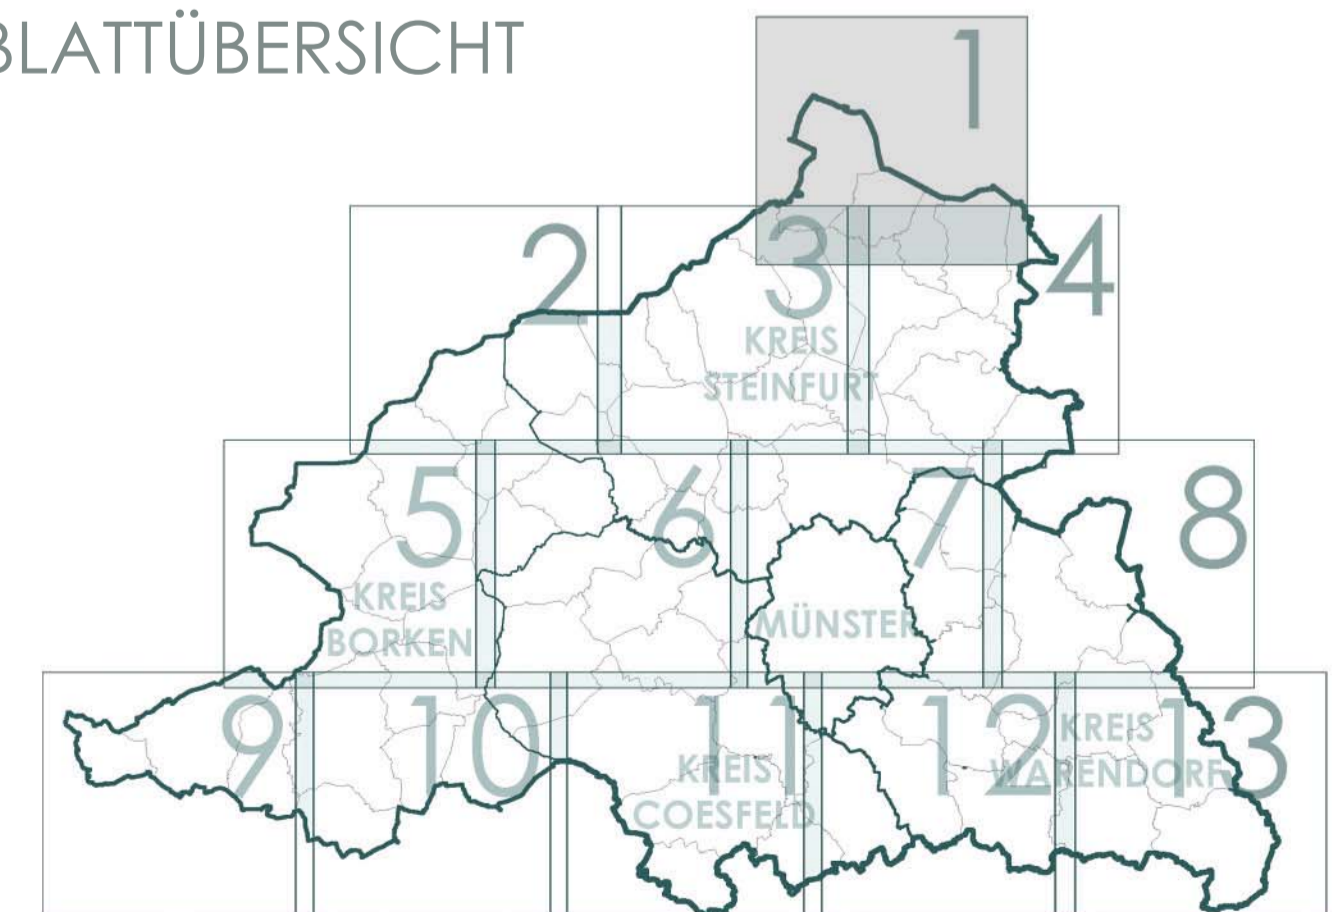 BLATTÜBERSICHT
1
2
3
4
KREIS
STEINFURT
5
6
7
8
KREIS
BORKEN
MÜNSTER
9
10
11
12
13
KREIS
COESFELD
KREIS
WARENDORF